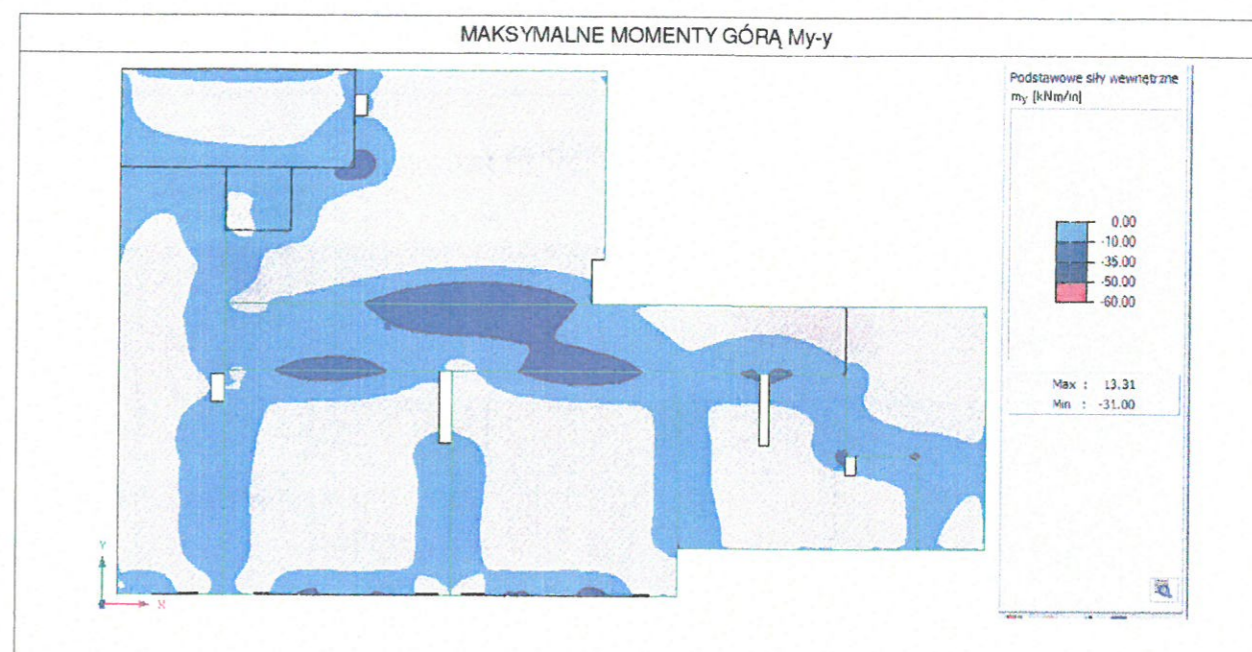 MAKSYMALNE MOMENTY GÓRĄ My-y
Podstawowe siły wewnętrzne
my [kNm/m]
0.00
-10.00
-35.00
-50.00
-60.00
Max : 13.31
Min : -31.00
Y
X